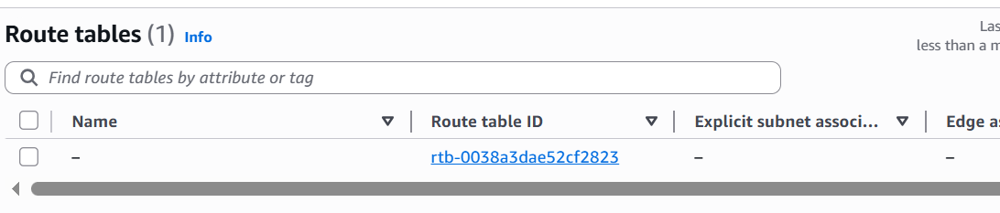 Route tables (1) Info
Las
less than a m
Find route tables by attribute or tag
Name Route table ID Explicit subnet associ... Edge as
– rtb-0038a3dae52cf2823 – –